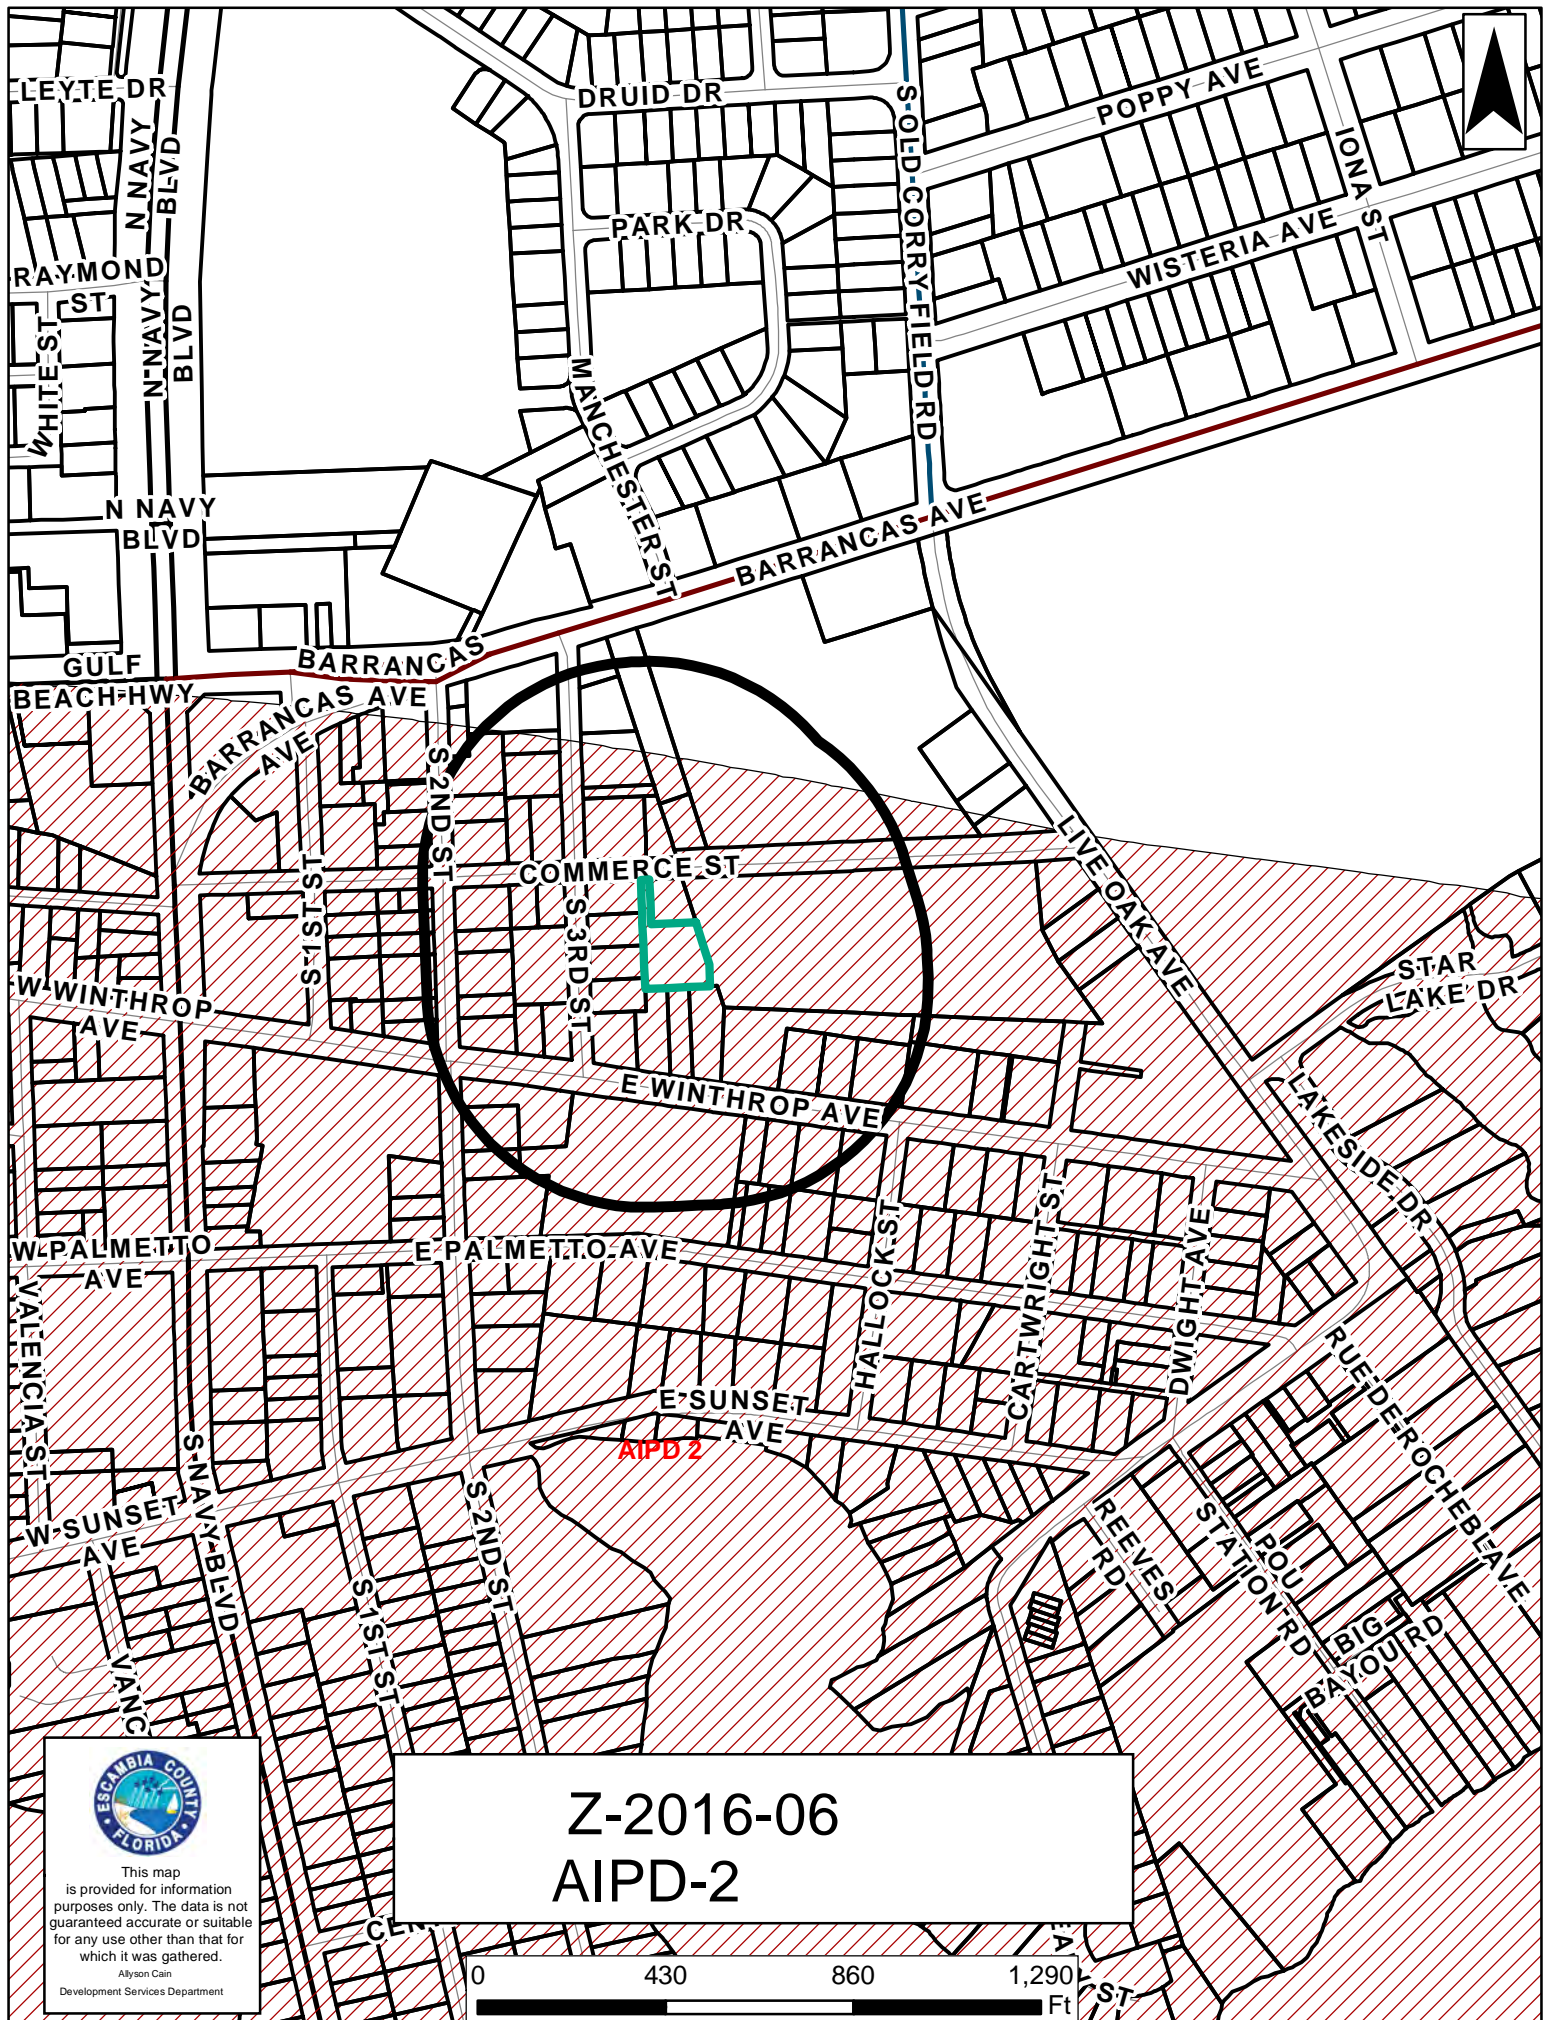 LEYTE DR
N NAVY
BLVD
DRUID DR
S OLD CORRY FIELD RD
POPPY AVE
IONA ST
PARK DR
WISTERIA AVE
RAYMOND
ST
WHITE ST
N NAVY
BLVD
MANCHESTER ST
N NAVY
BLVD
BARRANCAS AVE
GULF
BEACH HWY
BARRANCAS
AVE
BARRANCAS
AVE
S 2ND ST
COMMERCE ST
LIVE OAK AVE
S 1ST ST
S 3RD ST
STAR
LAKE DR
W WINTHROP
AVE
E WINTHROP AVE
LAKESIDE DR
W PALMETTO
AVE
E PALMETTO AVE
HALLOCK ST
CARTWRIGHT ST
DWIGHT AVE
VALENCIA ST
RUE DE ROCHEBLAVE
E SUNSET
AVE
AIPD 2
S NAVY BLVD
W SUNSET
AVE
S 2ND ST
S 1ST ST
REEVES
RD
POU
STATION RD
BIG
BAYOU RD
VANC
ESCAMBIA COUNTY
FLORIDA
This map
is provided for information
purposes only. The data is not
guaranteed accurate or suitable
for any use other than that for
which it was gathered.
Allyson Cain
Development Services Department
Z-2016-06
AIPD-2
CEN
ST
0 430 860 1,290
Ft